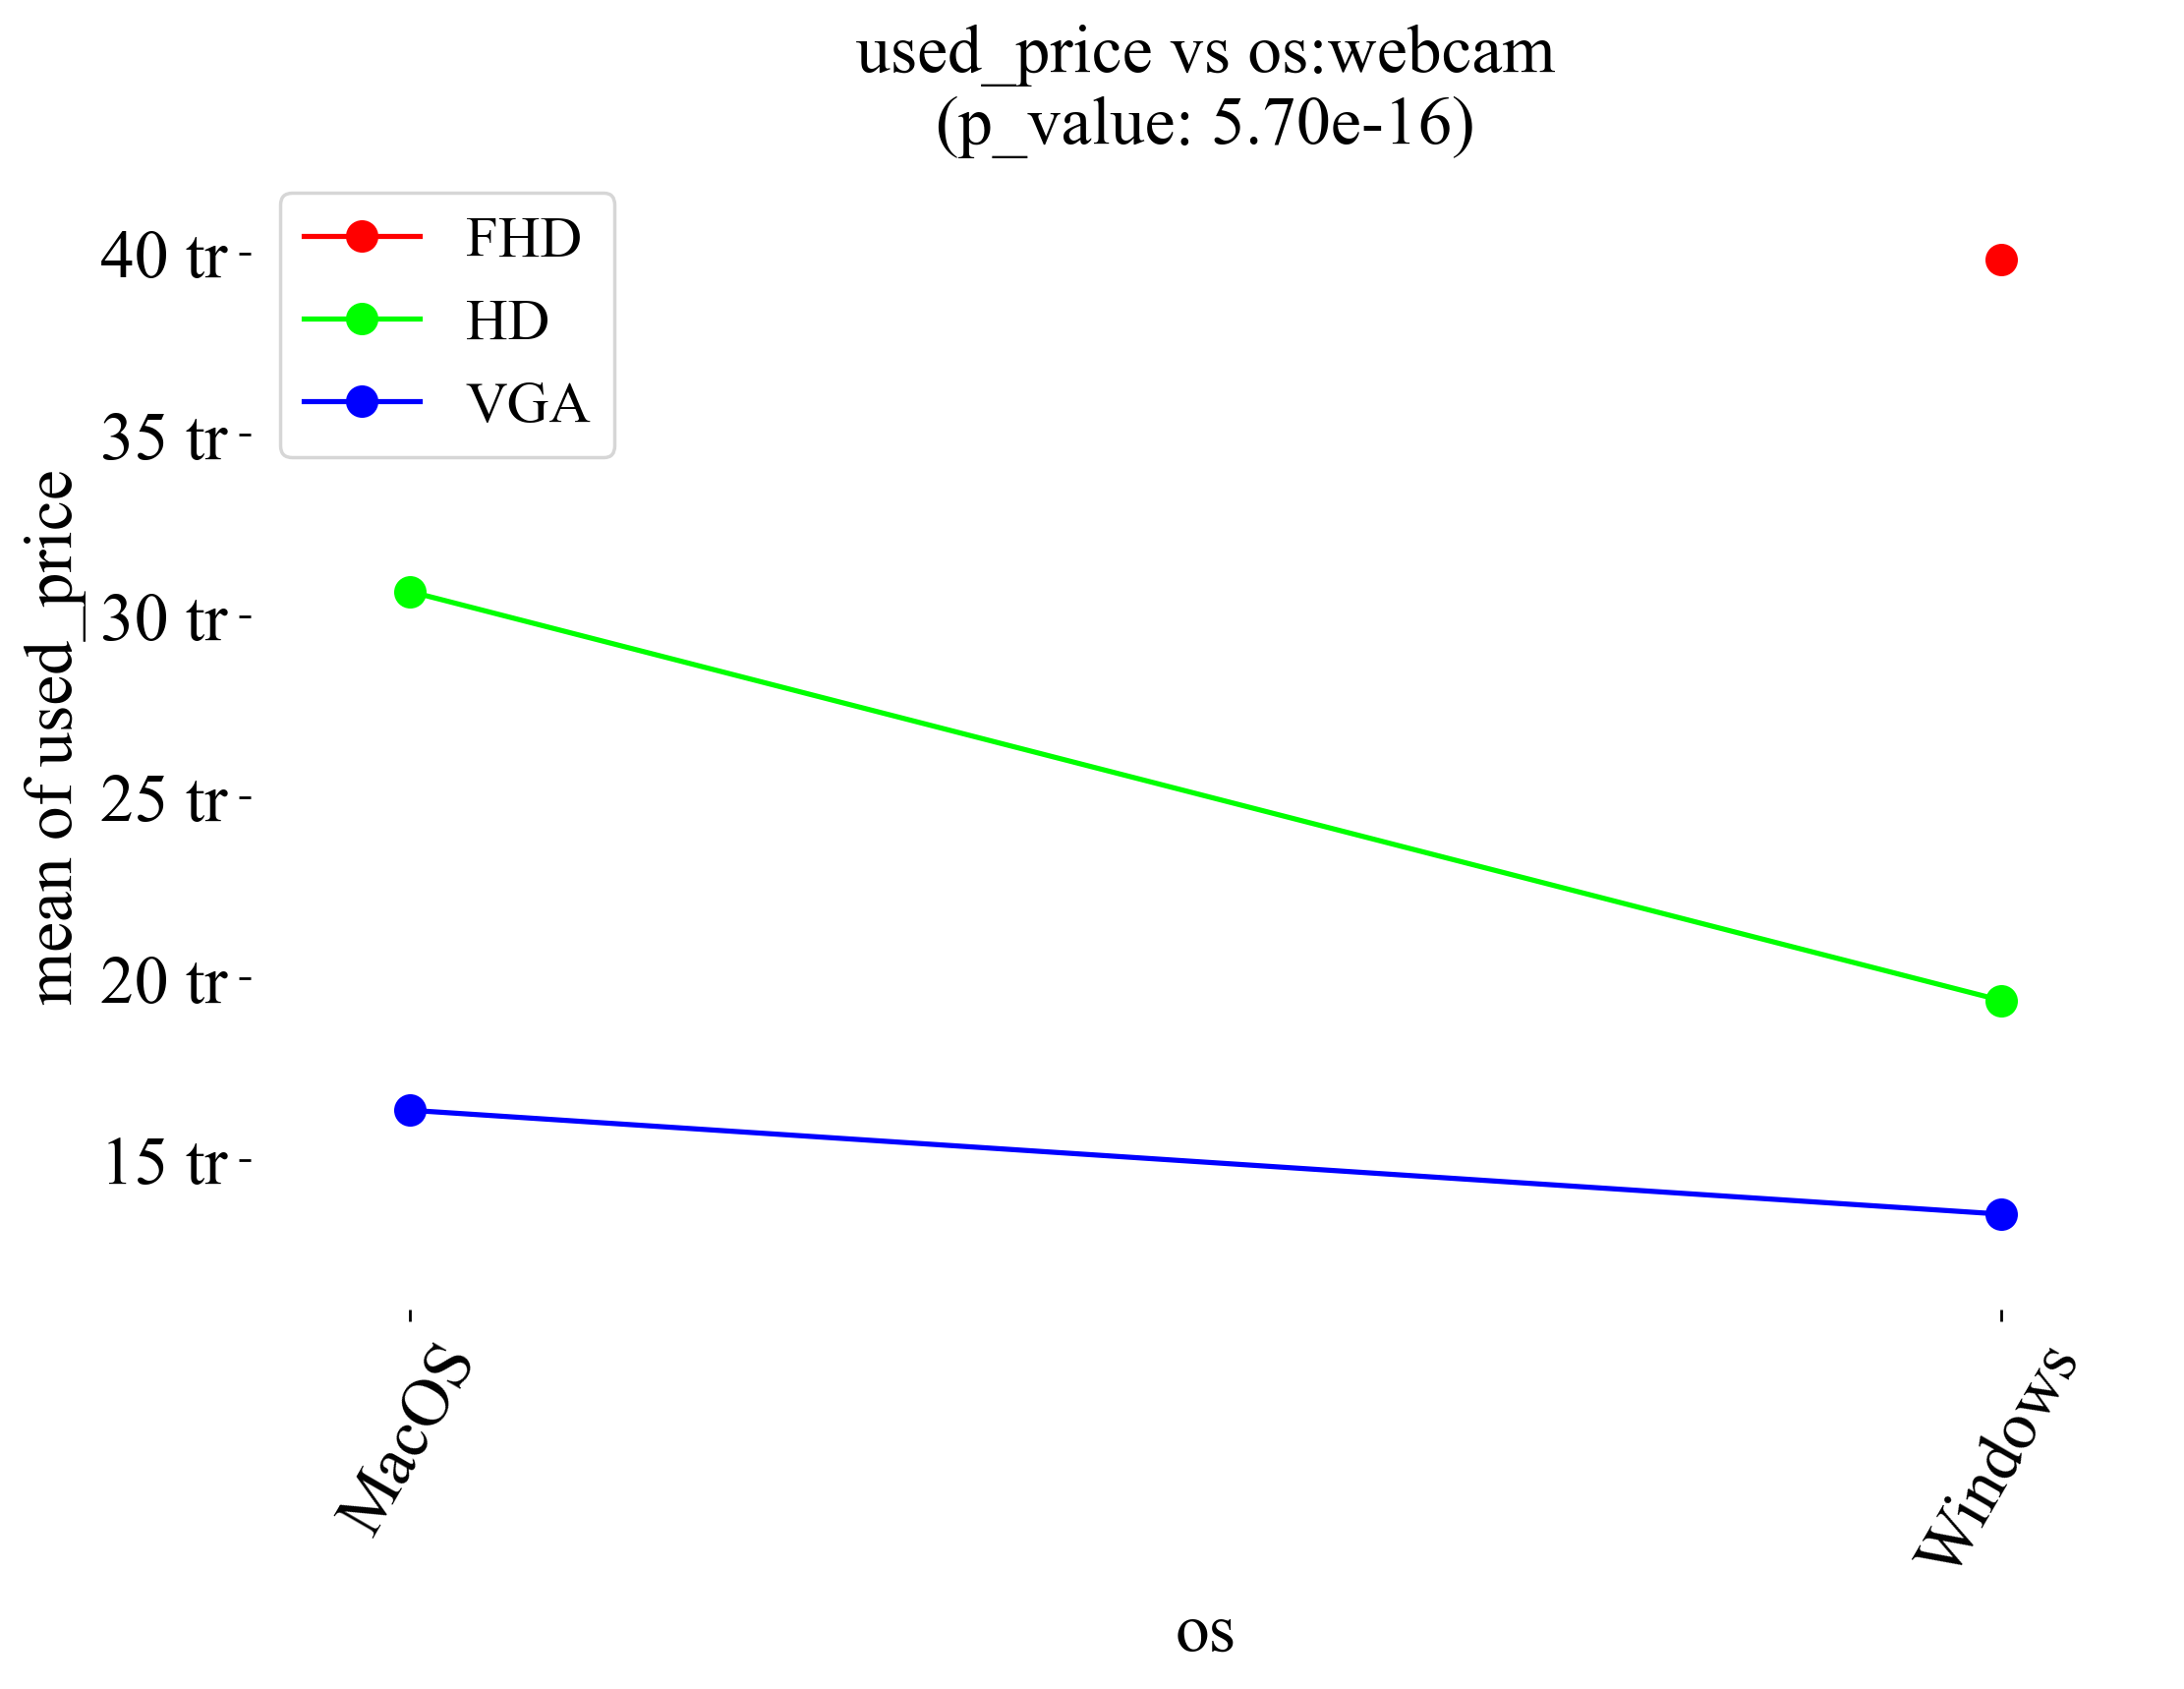 used_price vs os:webcam
(p_value: 5.70e-16)
FHD
HD
VGA
mean of used_price
40 tr
35 tr
30 tr
25 tr
20 tr
15 tr
MacOS
Windows
os